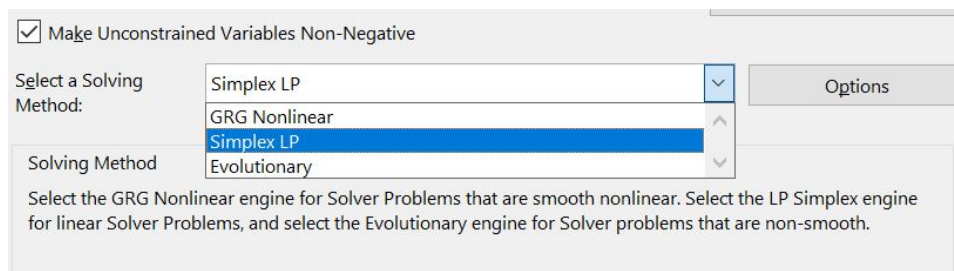 Make Unconstrained Variables Non-Negative
Select a Solving
Method:
Simplex LP
Options
GRG Nonlinear
Simplex LP
Evolutionary
Solving Method
Select the GRG Nonlinear engine for Solver Problems that are smooth nonlinear. Select the LP Simplex engine
for linear Solver Problems, and select the Evolutionary engine for Solver problems that are non-smooth.